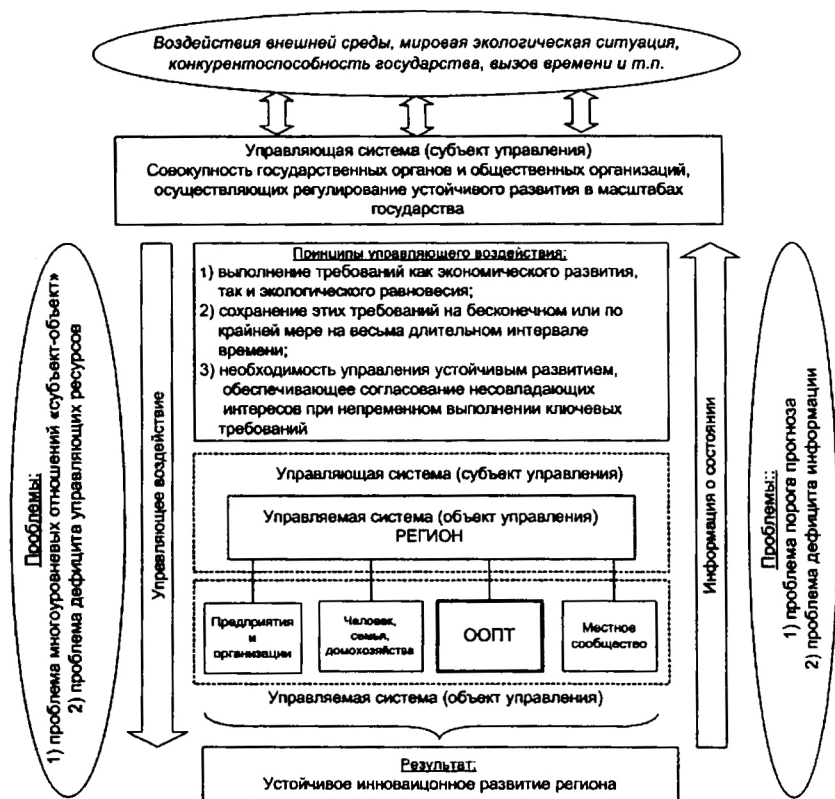 Воздействия внешней среды, мировая экологическая ситуация,
конкурентоспособность государства, вызов времени и т.п.
Управляющая система (субъект управления)
Совокупность государственных органов и общественных организаций,
осуществляющих регулирование устойчивого развития в масштабах
государства
Проблемы:
1) проблема многоуровневых отношений «субъект-объект»
2) проблема дефицита управляющих ресурсов
Управляющее воздействие
Принципы управляющего воздействия:
1) выполнение требований как экономического развития,
так и экологического равновесия;
2) сохранение этих требований на бесконечном или по
крайней мере на весьма длительном интервале
времени;
3) необходимость управления устойчивым развитием,
обеспечивающее согласование несовпадающих
интересов при непременном выполнении ключевых
требований
Управляющая система (субъект управления)
Управляемая система (объект управления)
РЕГИОН
Предприятия
и
организации
Человек,
семья,
домохозяйства
ООПТ
Местное
сообщество
Управляемая система (объект управления)
Результат:
Устойчивое инновационное развитие региона
Информация о состоянии
Проблемы::
1) проблема порога прогноза
2) проблема дефицита информации